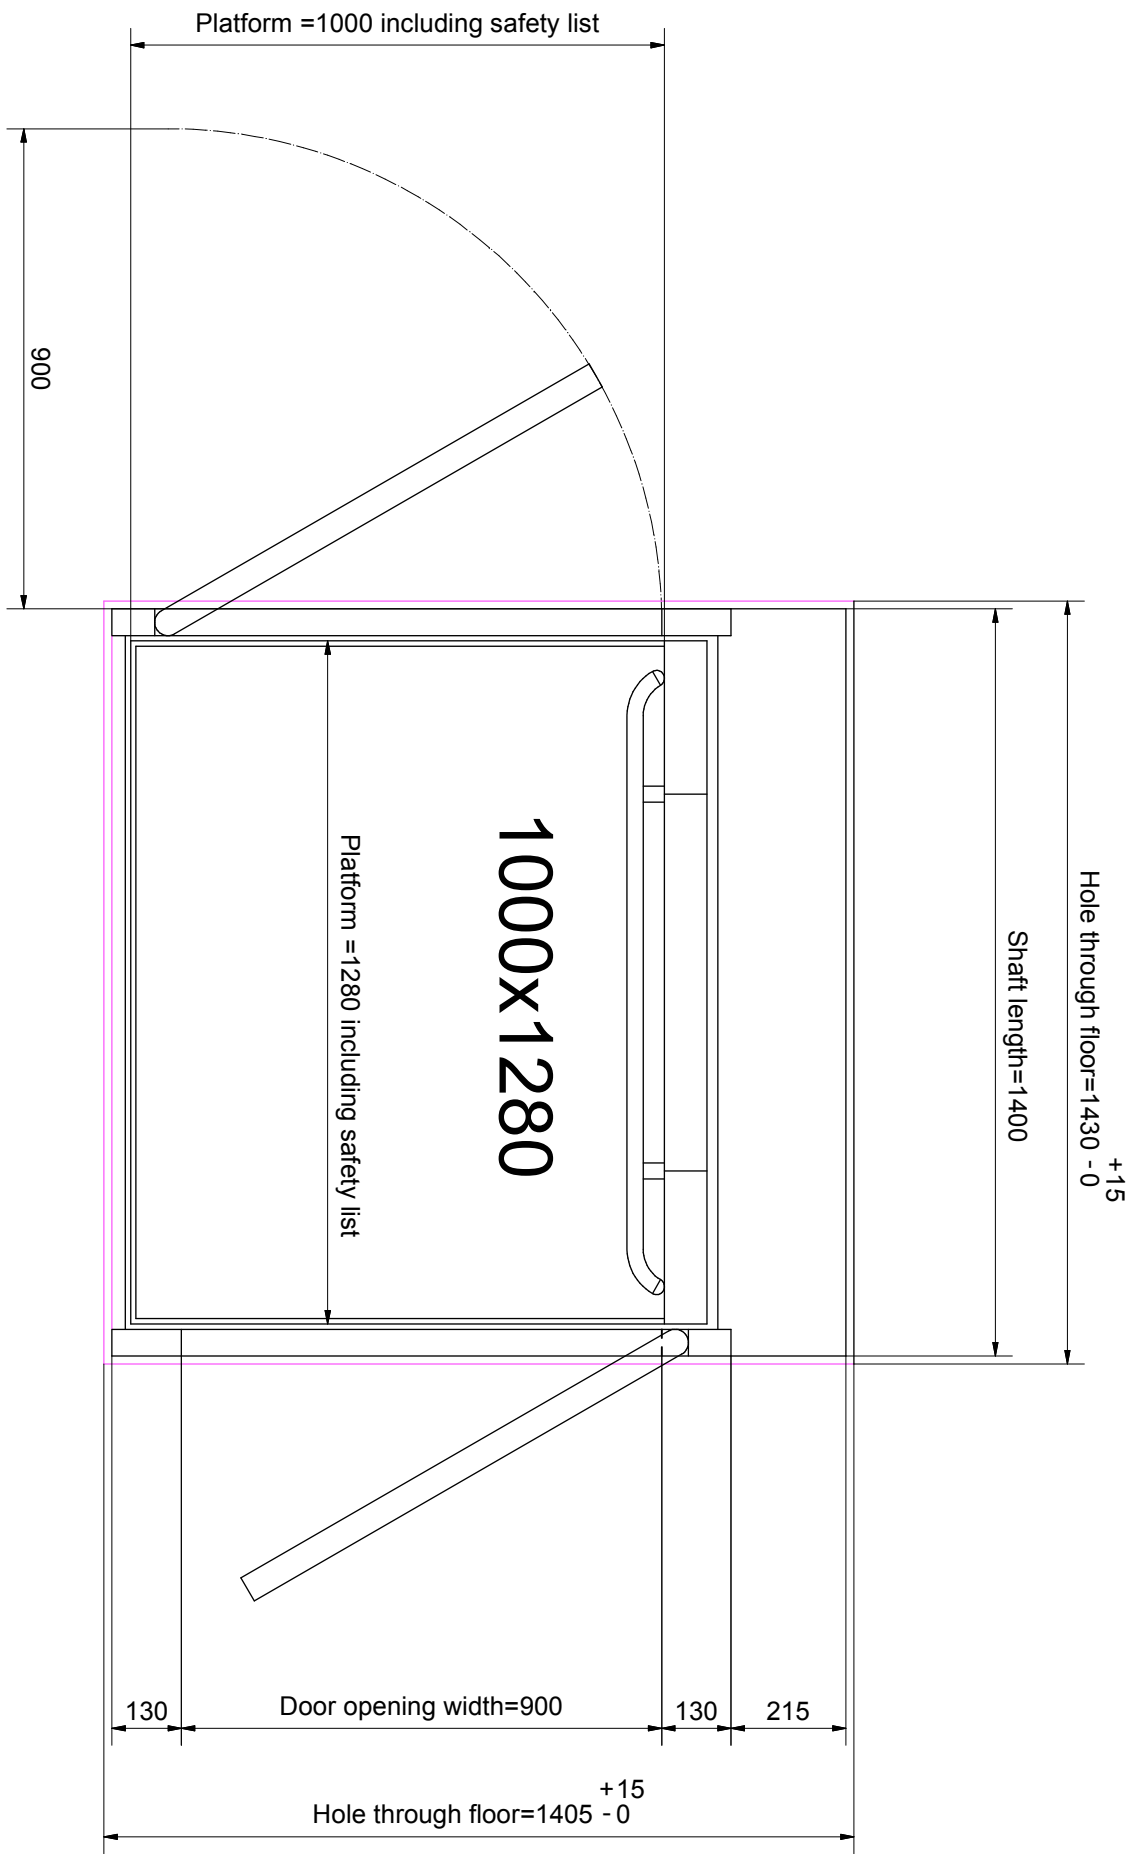 Platform =1000 including safety list
900
Hole through floor=1430 +15 -0
Shaft length=1400
1000x1280
Platform =1280 including safety list
130
Door opening width=900
130
215
Hole through floor=1405 +15 -0